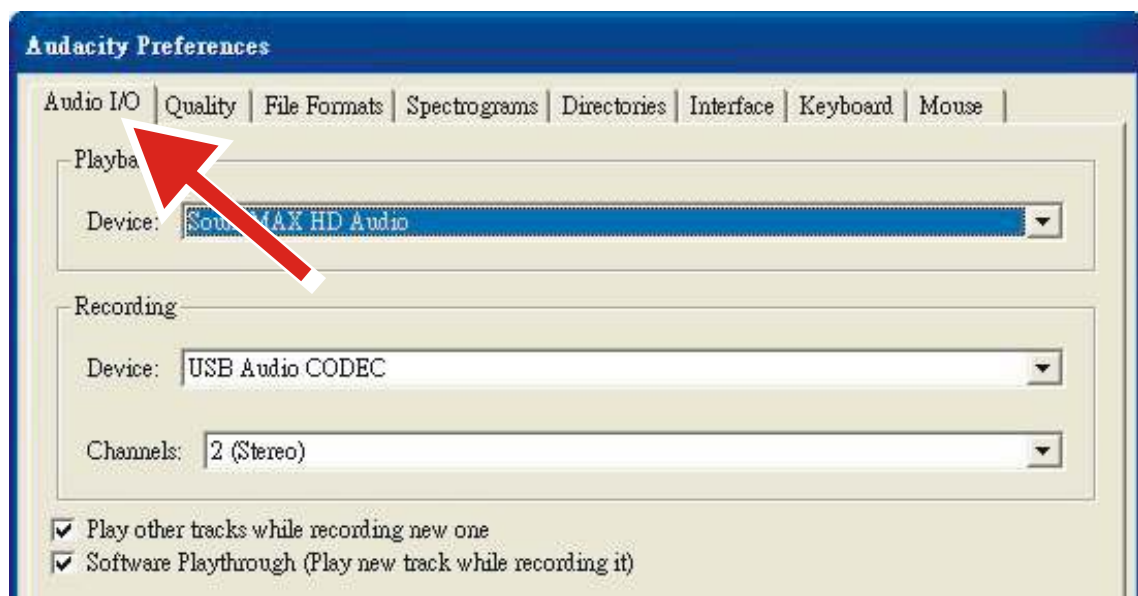 Audacity Preferences
Audio I/O Quality File Formats Spectrograms Directories Interface Keyboard Mouse
Device: MAX HD Audio
Recording
Device: USB Audio CODEC
Channels: 2 (Stereo)
Play other tracks while recording new one
Software Playthrough (Play new track while recording it)